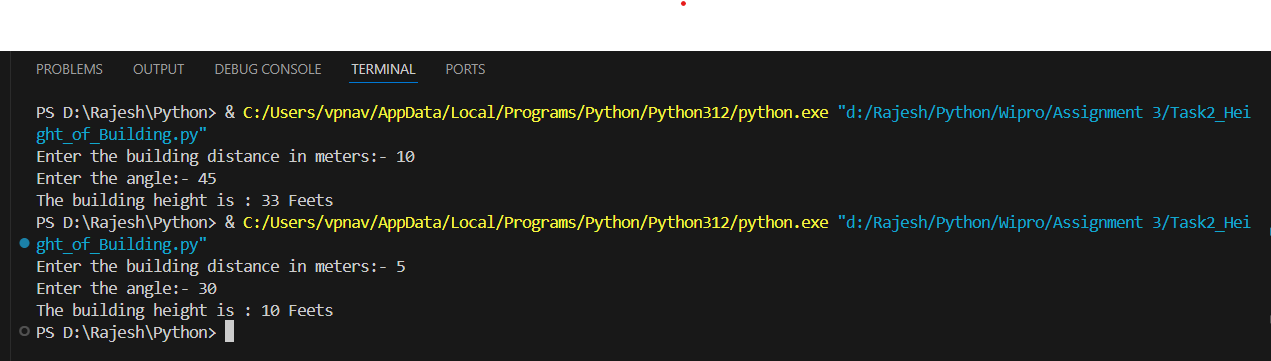 PROBLEMS OUTPUT DEBUG CONSOLE TERMINAL PORTS
PS D:\Rajesh\Python> & C:/Users/vpnav/AppData/Local/Programs/Python/Python312/python.exe "d:/Rajesh/Python/Wipro/Assignment 3/Task2_Hei
ght_of_Building.py"
Enter the building distance in meters:- 10
Enter the angle:- 45
The building height is : 33 Feets
PS D:\Rajesh\Python> & C:/Users/vpnav/AppData/Local/Programs/Python/Python312/python.exe "d:/Rajesh/Python/Wipro/Assignment 3/Task2_Hei
ght_of_Building.py"
Enter the building distance in meters:- 5
Enter the angle:- 30
The building height is : 10 Feets
PS D:\Rajesh\Python>